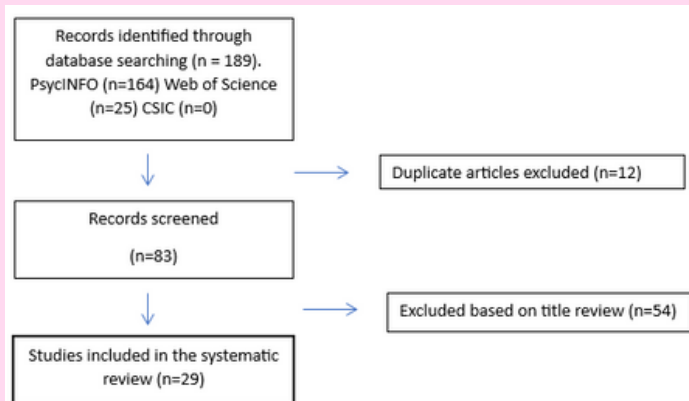 Records identified through
database searching (n = 189).
PsycINFO (n=164) Web of Science
(n=25) CSIC (n=0)
Duplicate articles excluded (n=12)
Records screened
(n=83)
Excluded based on title review (n=54)
Studies included in the systematic
review (n=29)